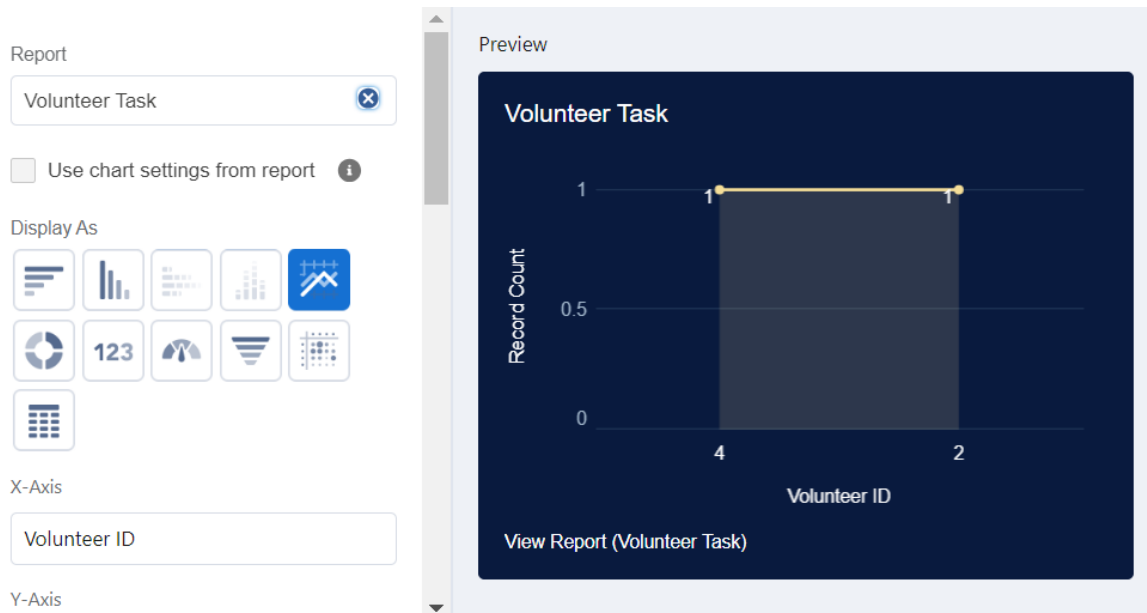 Report
Volunteer Task
Use chart settings from report
Display As
123
X-Axis
Volunteer ID
Y-Axis
Preview
Volunteer Task
Record Count
1
0.5
0
1
1
4
2
Volunteer ID
View Report (Volunteer Task)